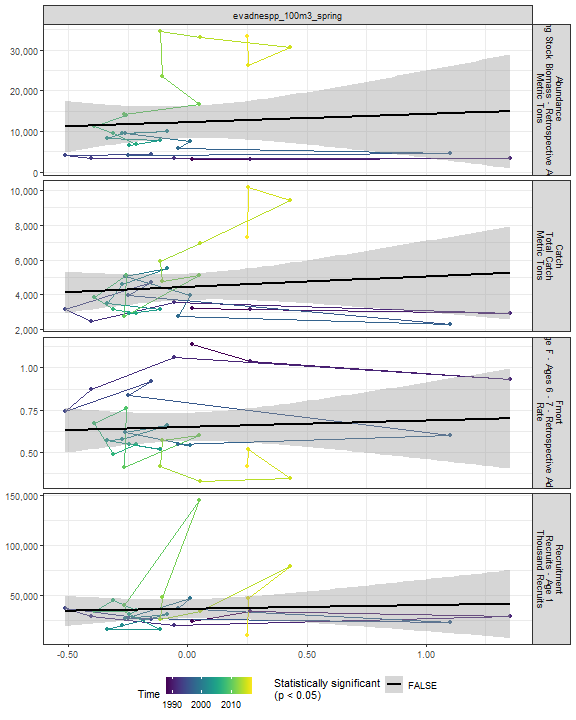 evadnespp_100m3_spring
30,000
20,000
10,000
0
Abundance
ng Stock Biomass - Retrospective A
Metric Tons
10,000
8,000
6,000
4,000
2,000
Catch
Total Catch
Metric Tons
1.00
0.75
0.50
Fmort
ge F - Ages 6 - 7 - Retrospective Ad
Rate
150,000
100,000
50,000
Recruitment
Recruits - Age 1
Thousand Recruits
-0.50 0.00 0.50 1.00
Time
1990 2000 2010
Statistically significant
(p < 0.05)
FALSE